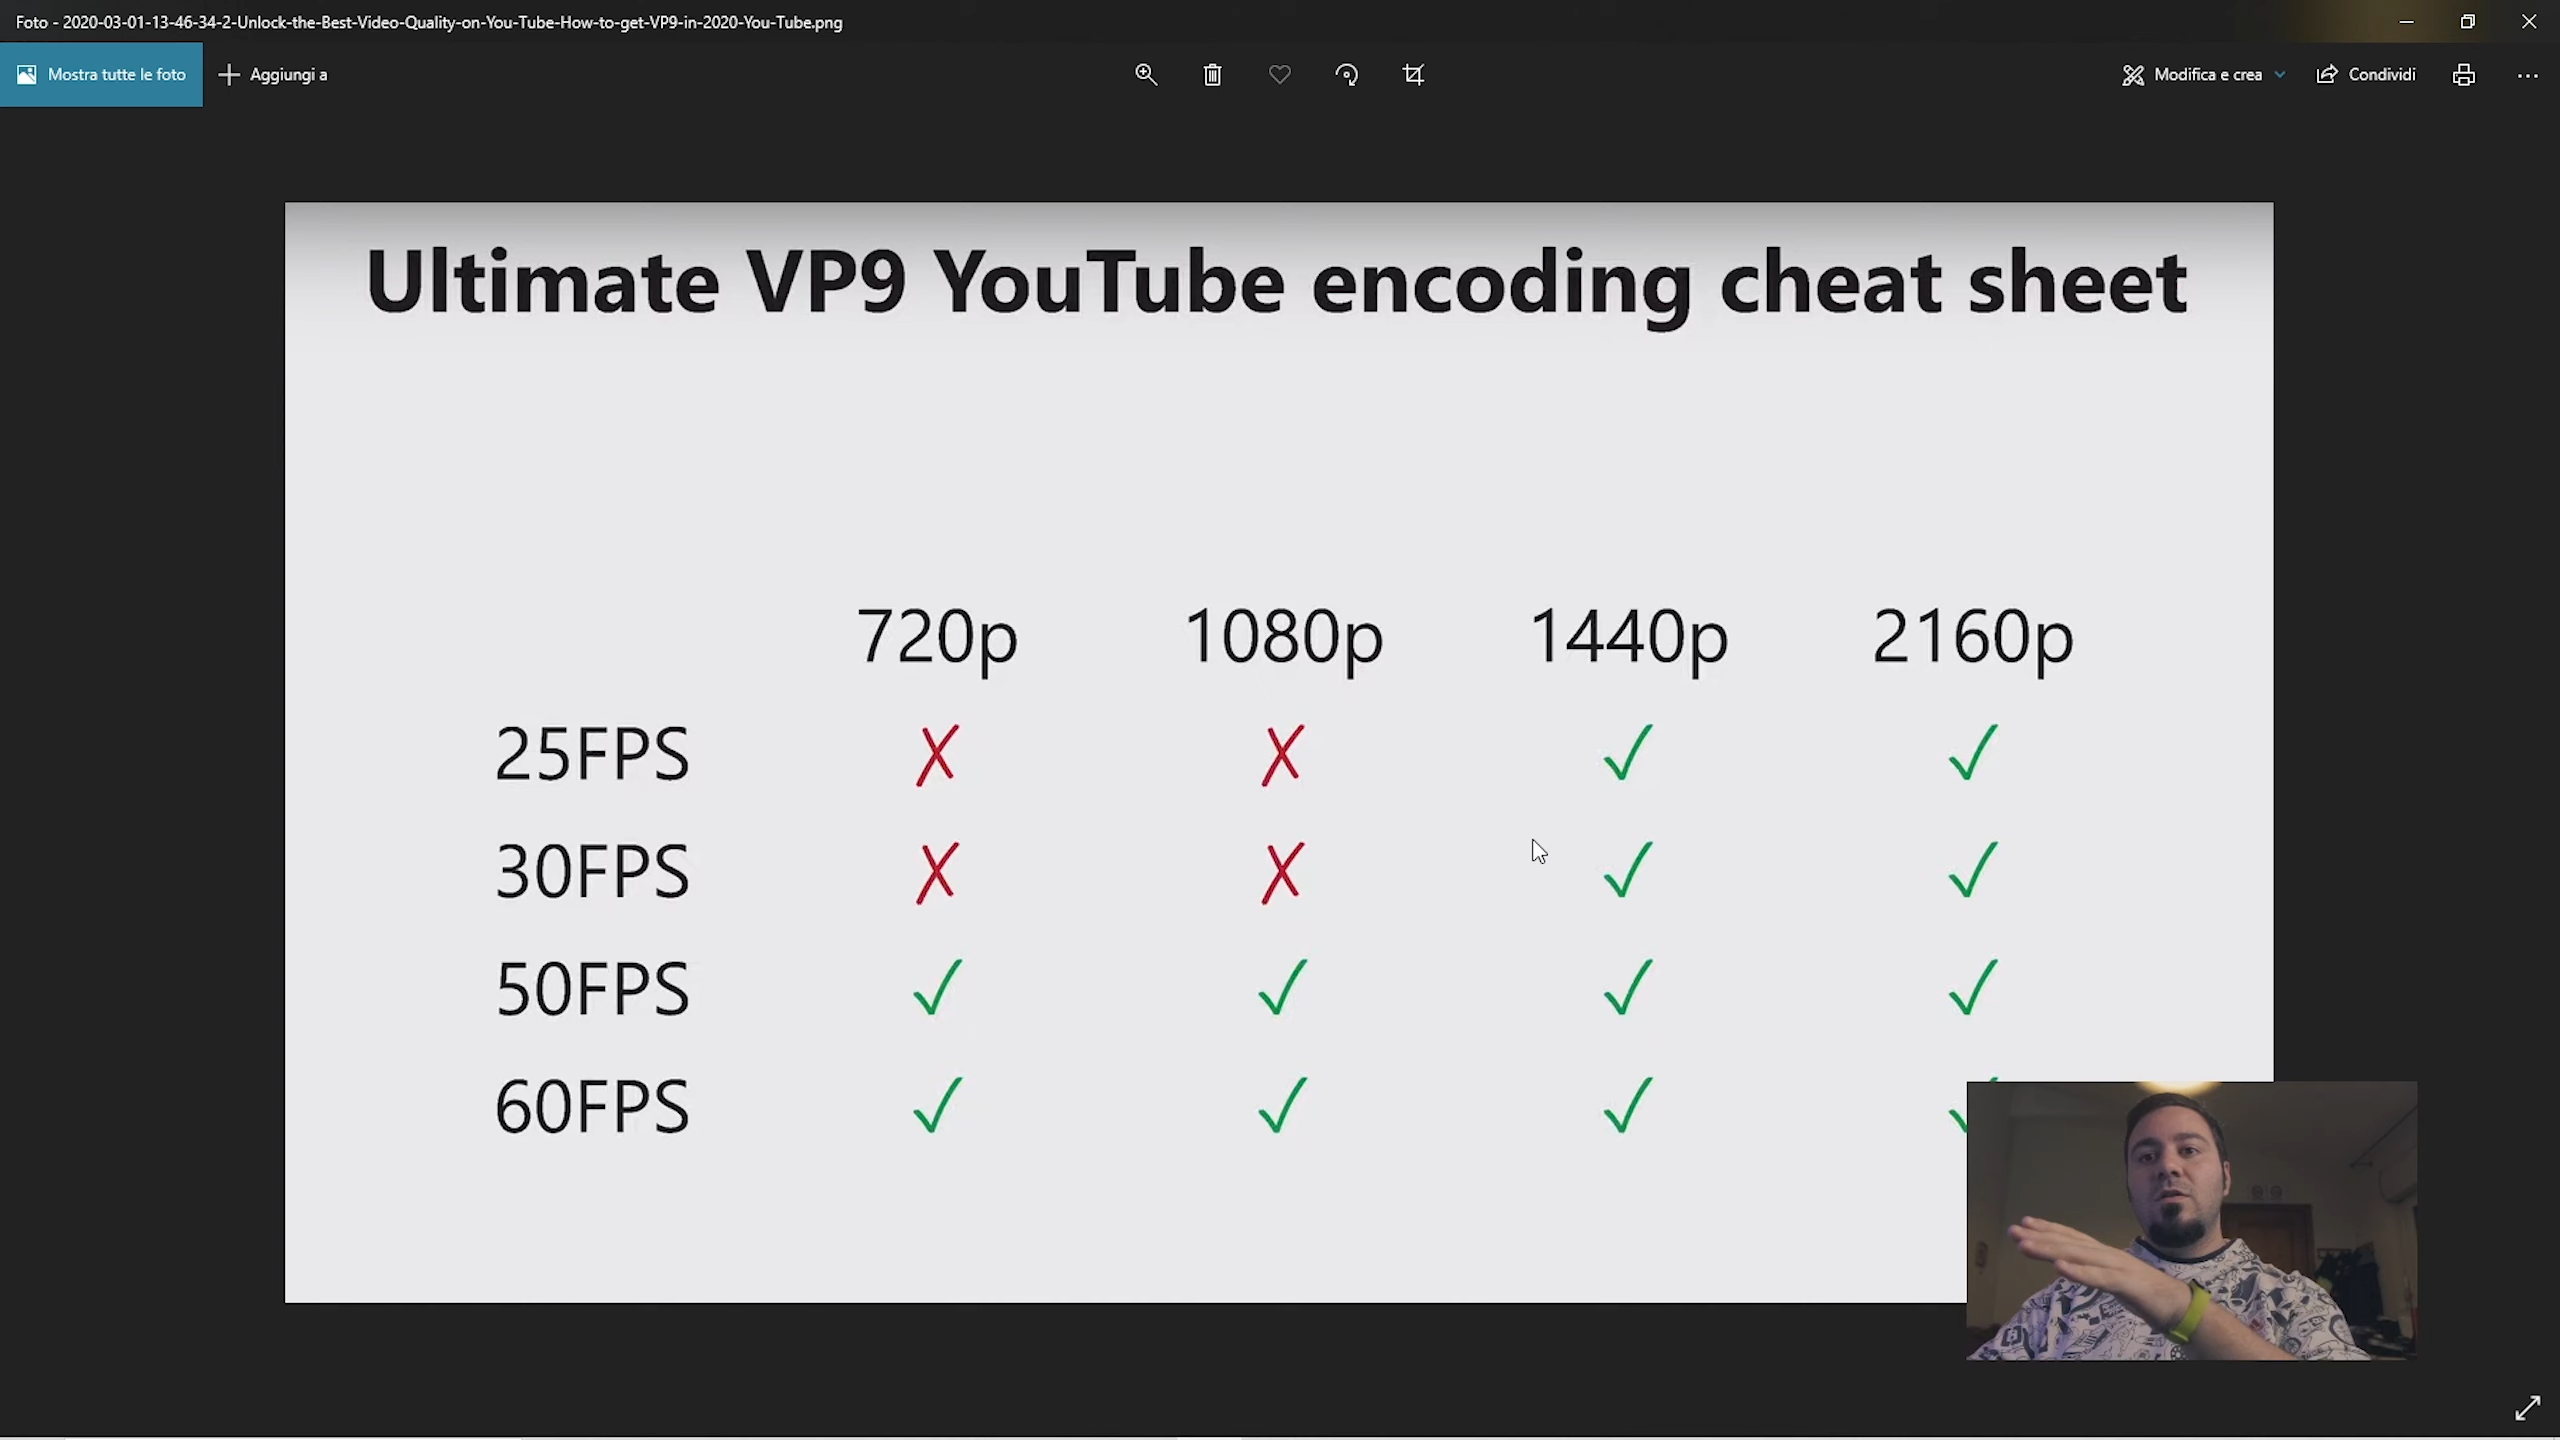 Foto - 2020-03-01-13-46-34-2-Unlock-the-Best-Video-Quality-on-You-Tube-How-to-get-VP9-in-2020-You-Tube.png
Mostra tutte le foto Aggiungi a Modifica e crea Condividi
Ultimate VP9 YouTube encoding cheat sheet
720p 1080p 1440p 2160p
25FPS ✗ ✗ ✓ ✓
30FPS ✗ ✗ ✓ ✓
50FPS ✓ ✓ ✓ ✓
60FPS ✓ ✓ ✓ ✓